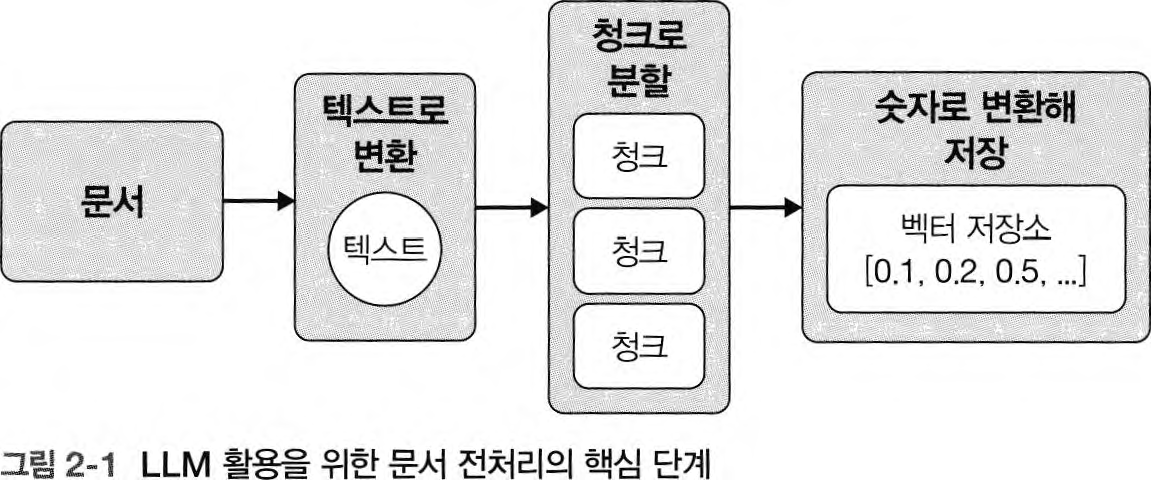 문서
텍스트로
변환
텍스트
청크로
분할
청크
청크
청크
숫자로 변환해
저장
벡터 저장소
[0.1, 0.2, 0.5, ...]
그림 2-1 LLM 활용을 위한 문서 전처리의 핵심 단계